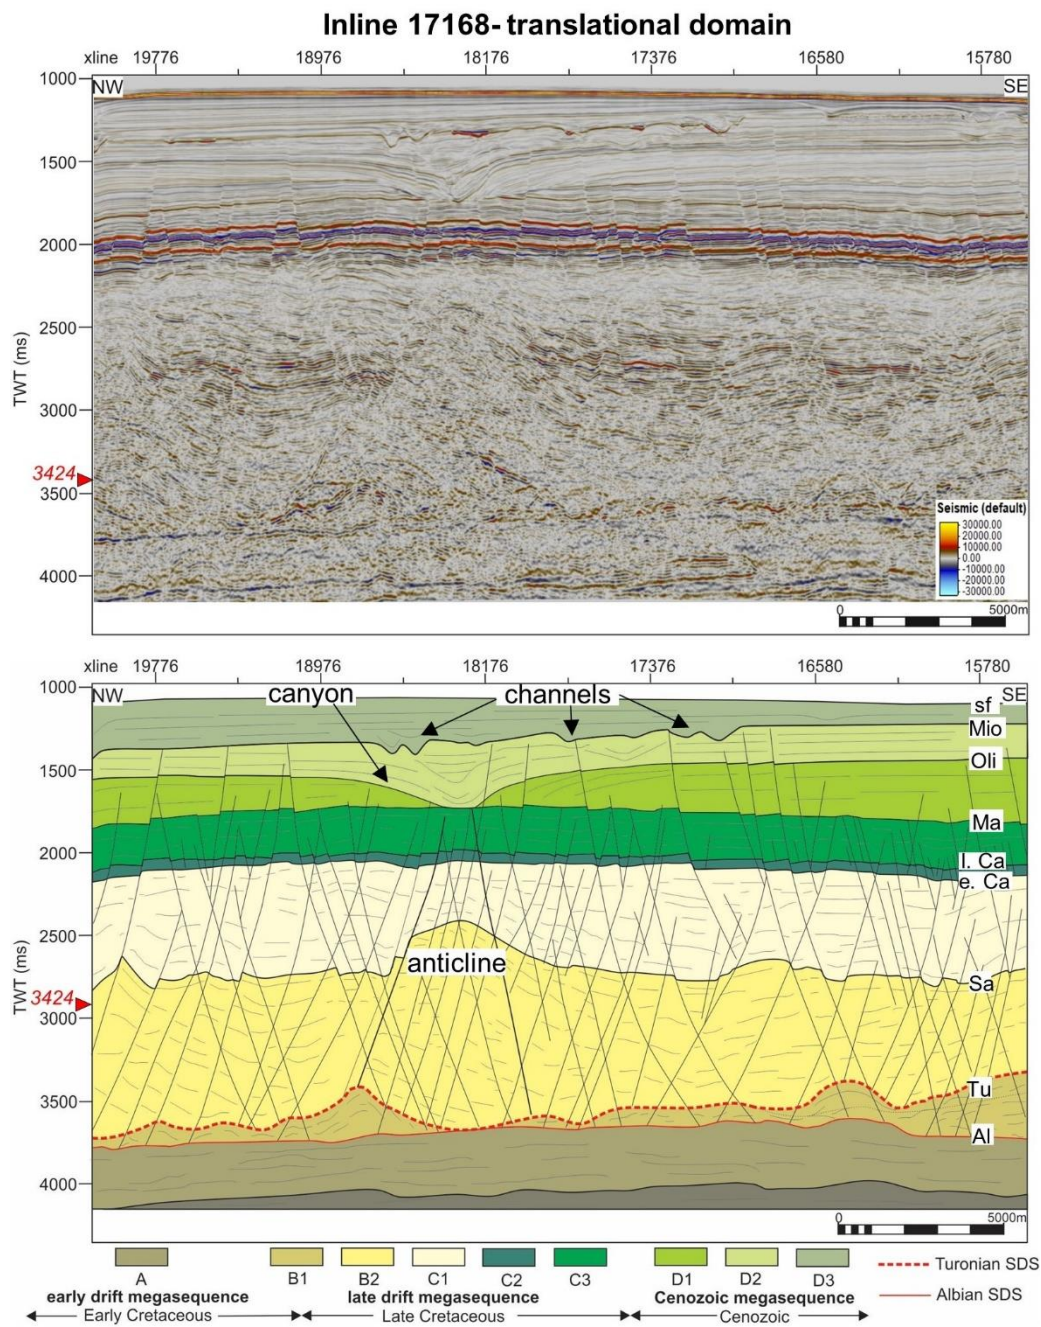 Inline 17168- translational domain
xline 19776 18976 18176 17376 16580 15780
NW SE
1000
1500
2000
2500
3000
3424
3500
4000
TWT (ms)
Seismic (default)
30000.00
20000.00
10000.00
0.00
-10000.00
-20000.00
-30000.00
0 5000m
xline 19776 18976 18176 17376 16580 15780
NW SE
canyon channels
sf
Mio
Oli
Ma
l. Ca
e. Ca
anticline
Sa
Tu
Al
1000
1500
2000
2500
3424
3000
3500
4000
TWT (ms)
0 5000m
A B1 B2 C1 C2 C3 D1 D2 D3
Turonian SDS
Albian SDS
early drift megasequence late drift megasequence Cenozoic megasequence
Early Cretaceous Late Cretaceous Cenozoic